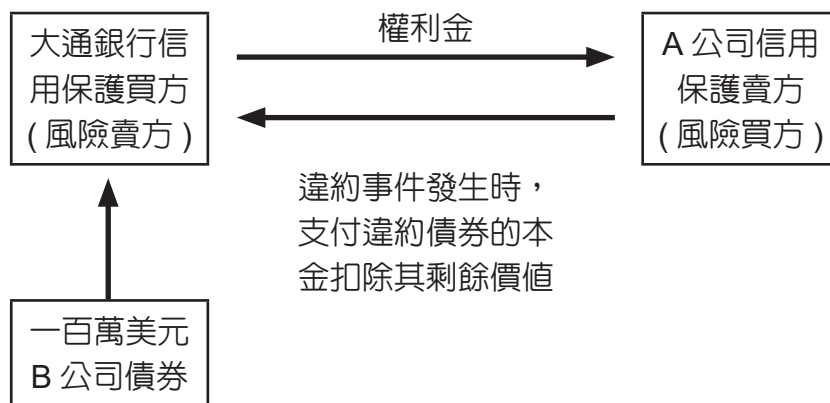 大通銀行信
用保護買方
(風險賣方)
權利金
A 公司信用
保護賣方
(風險買方)
違約事件發生時，
支付違約債券的本
金扣除其剩餘價值
一百萬美元
B 公司債券